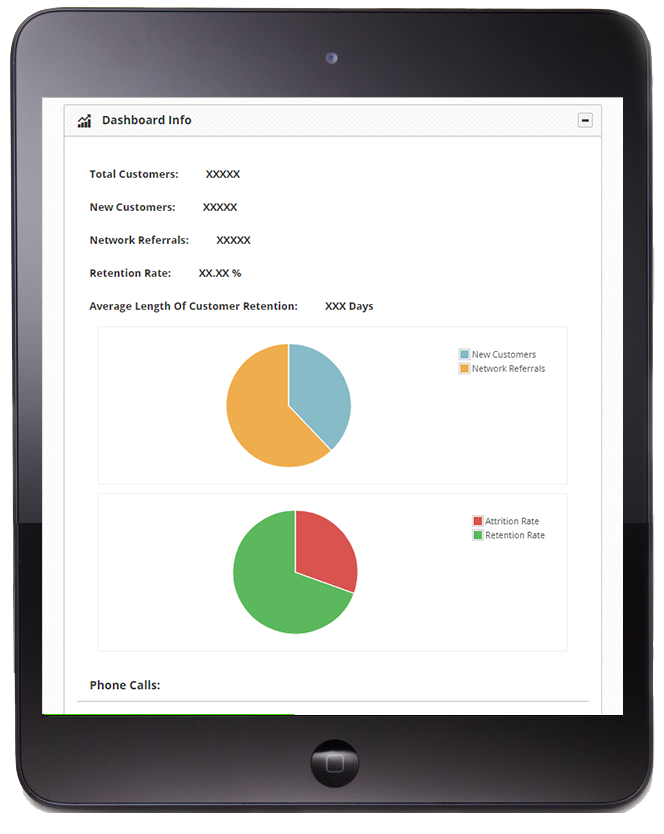 Dashboard Info
Total Customers: XXXXX
New Customers: XXXXX
Network Referrals: XXXXX
Retention Rate: XX.XX %
Average Length Of Customer Retention: XXX Days
New Customers
Network Referrals
Attrition Rate
Retention Rate
Phone Calls: